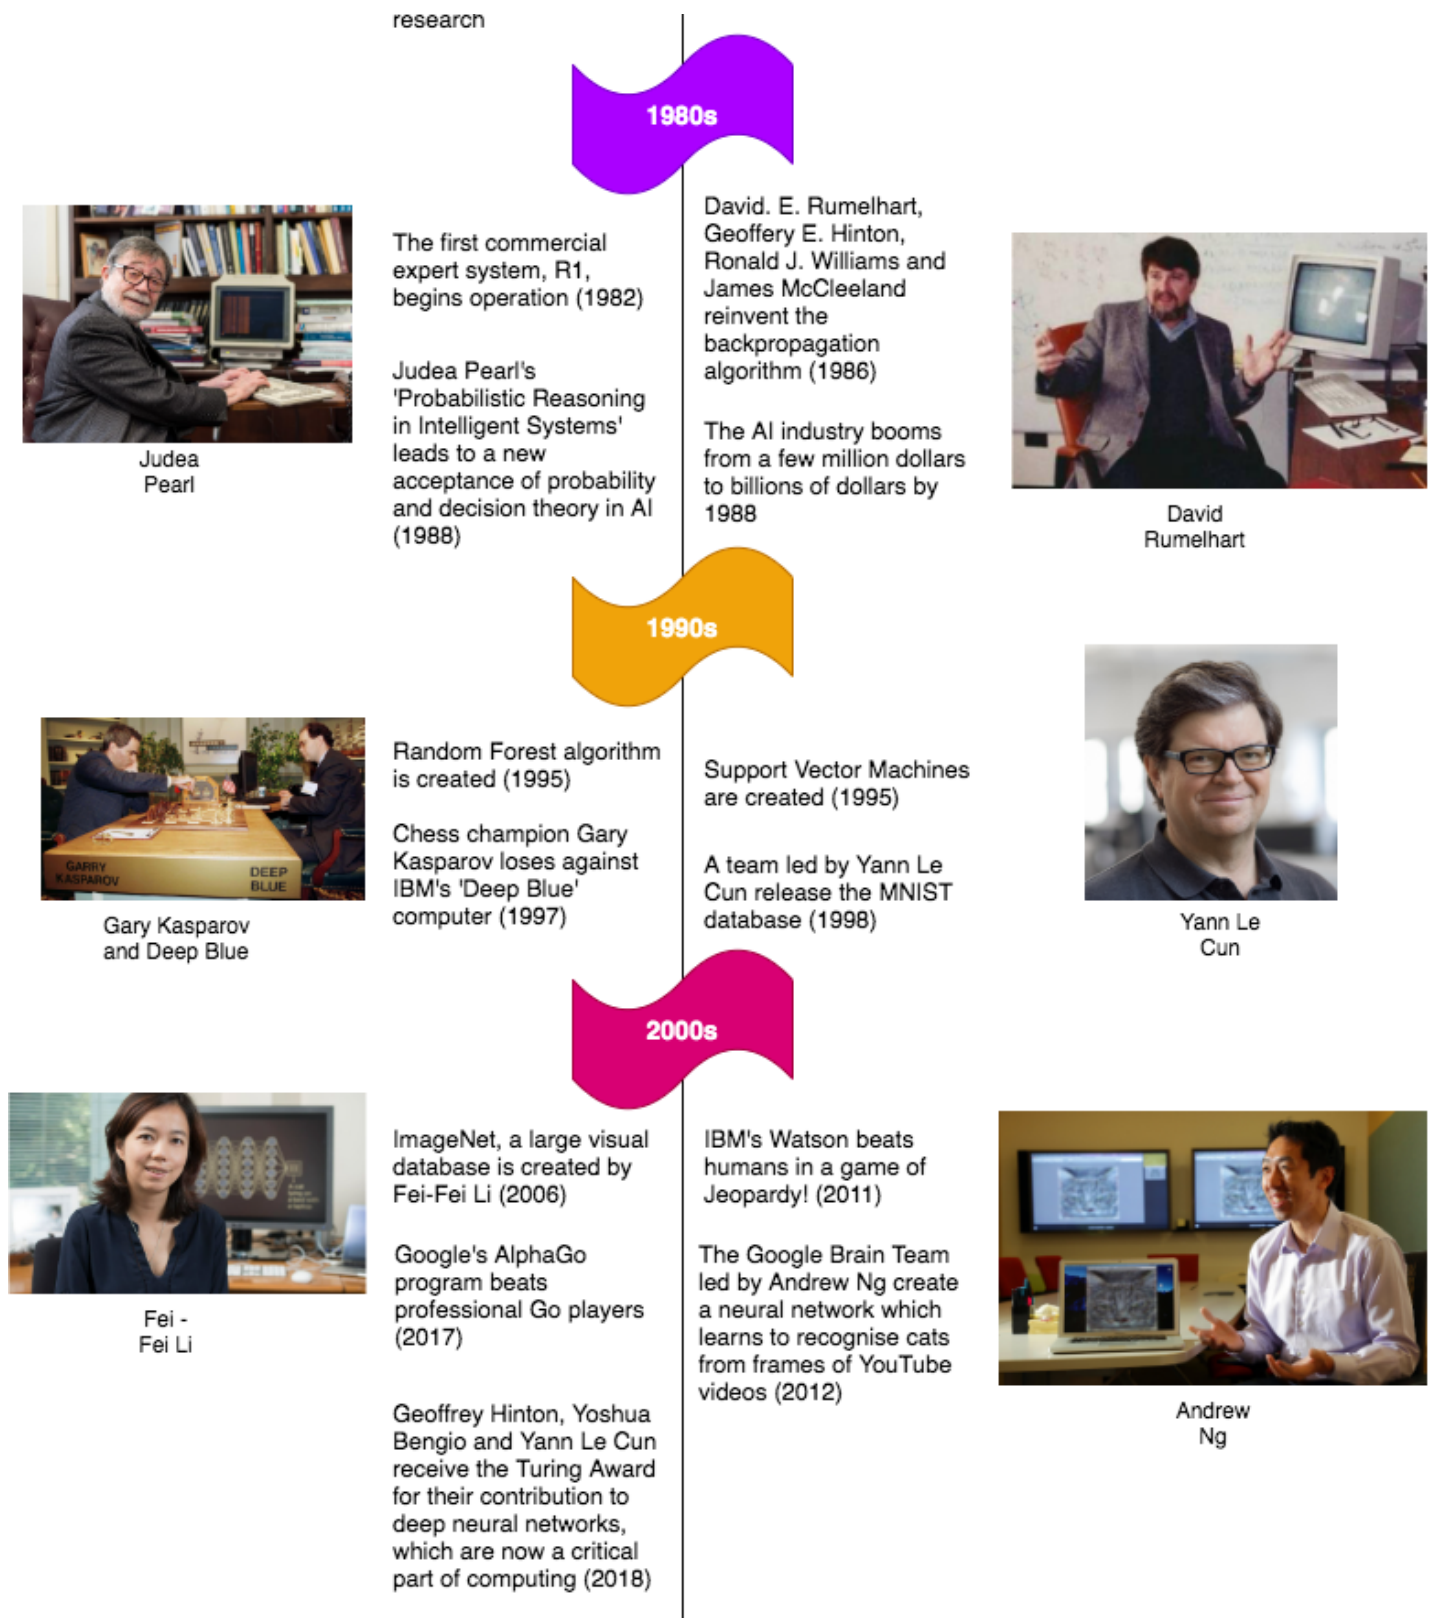 research
1980s
The first commercial
expert system, R1,
begins operation (1982)
Judea Pearl's
'Probabilistic Reasoning
in Intelligent Systems'
leads to a new
acceptance of probability
and decision theory in AI
(1988)
Judea
Pearl
David. E. Rumelhart,
Geoffery E. Hinton,
Ronald J. Williams and
James McCleeland
reinvent the
backpropagation
algorithm (1986)
The AI industry booms
from a few million dollars
to billions of dollars by
1988
David
Rumelhart
1990s
GARRY
KASPAROV
DEEP
BLUE
Gary Kasparov
and Deep Blue
Random Forest algorithm
is created (1995)
Chess champion Gary
Kasparov loses against
IBM's 'Deep Blue'
computer (1997)
Support Vector Machines
are created (1995)
A team led by Yann Le
Cun release the MNIST
database (1998)
Yann Le
Cun
2000s
Fei -
Fei Li
ImageNet, a large visual
database is created by
Fei-Fei Li (2006)
Google's AlphaGo
program beats
professional Go players
(2017)
Geoffrey Hinton, Yoshua
Bengio and Yann Le Cun
receive the Turing Award
for their contribution to
deep neural networks,
which are now a critical
part of computing (2018)
IBM's Watson beats
humans in a game of
Jeopardy! (2011)
The Google Brain Team
led by Andrew Ng create
a neural network which
learns to recognise cats
from frames of YouTube
videos (2012)
Andrew
Ng